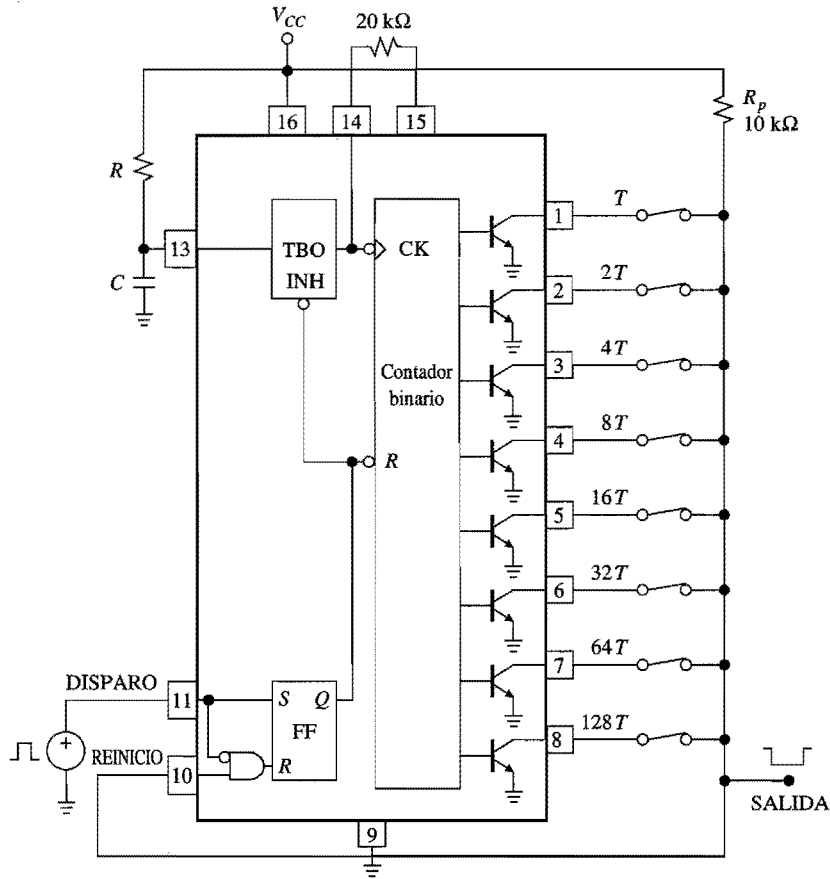 V_CC
20 kΩ
R_p
10 kΩ
16
14
15
R
13
C
TBO
INH
CK
Contador
binario
R
1
T
2
2T
3
4T
4
8T
5
16T
6
32T
7
64T
8
128T
DISPARO
11
S
Q
FF
R
REINICIO
10
+
9
SALIDA